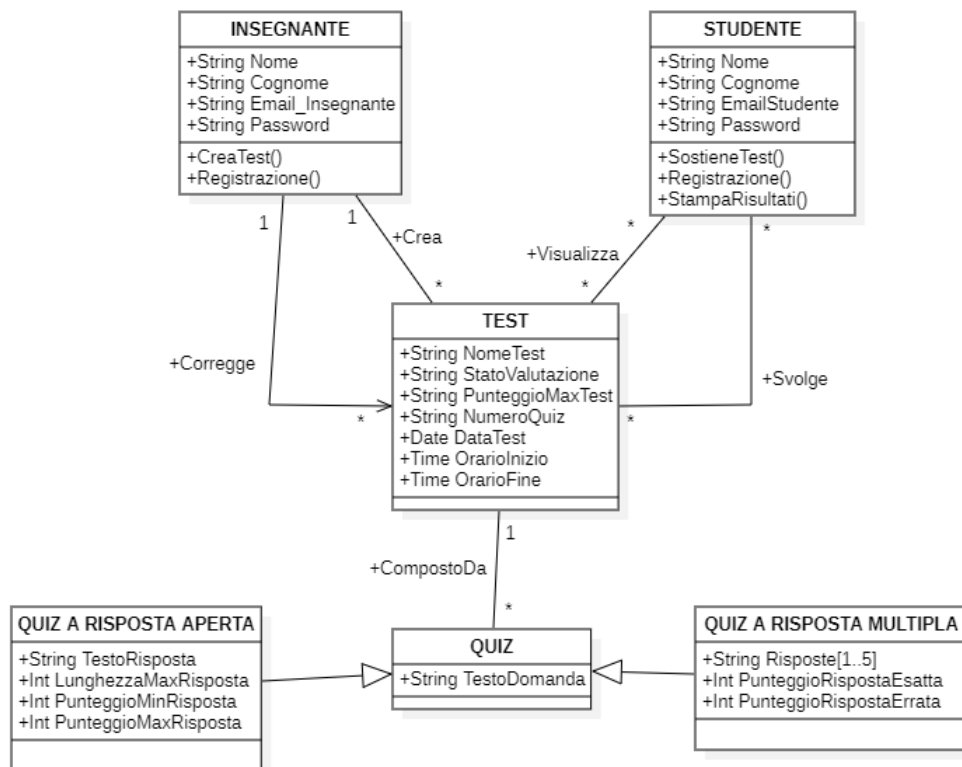 INSEGNANTE
+String Nome
+String Cognome
+String Email_Insegnante
+String Password
+CreaTest()
+Registrazione()
STUDENTE
+String Nome
+String Cognome
+String EmailStudente
+String Password
+SostieneTest()
+Registrazione()
+StampaRisultati()
1
1
*
*
+Crea
+Visualizza
*
*
TEST
+String NomeTest
+String StatoValutazione
+String PunteggioMaxTest
+String NumeroQuiz
+Date DataTest
+Time OrarioInizio
+Time OrarioFine
+Corregge
*
+Svolge
*
1
+CompostoDa
*
QUIZ A RISPOSTA APERTA
+String TestoRisposta
+Int LunghezzaMaxRisposta
+Int PunteggioMinRisposta
+Int PunteggioMaxRisposta
QUIZ
+String TestoDomanda
QUIZ A RISPOSTA MULTIPLA
+String Risposte[1..5]
+Int PunteggioRispostaEsatta
+Int PunteggioRispostaErrata